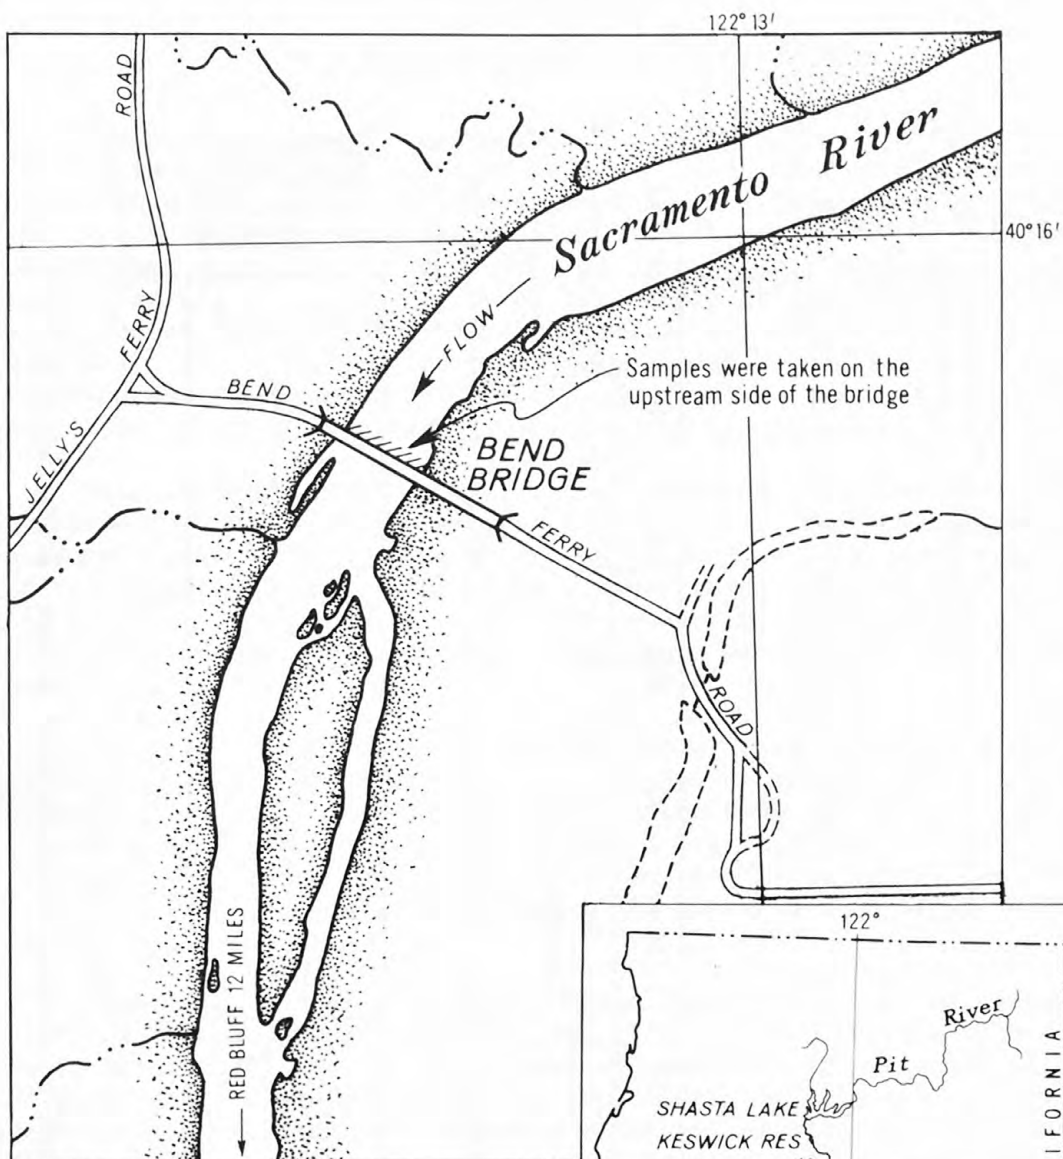 122° 13'
ROAD
Sacramento River
40° 16'
FERRY
FLOW
BEND
Samples were taken on the
upstream side of the bridge
JELLY'S
BEND
BRIDGE
FERRY
ROAD
RED BLUFF 12 MILES
122°
River
Pit
SHASTA LAKE
KESWICK RES
IFORNIA